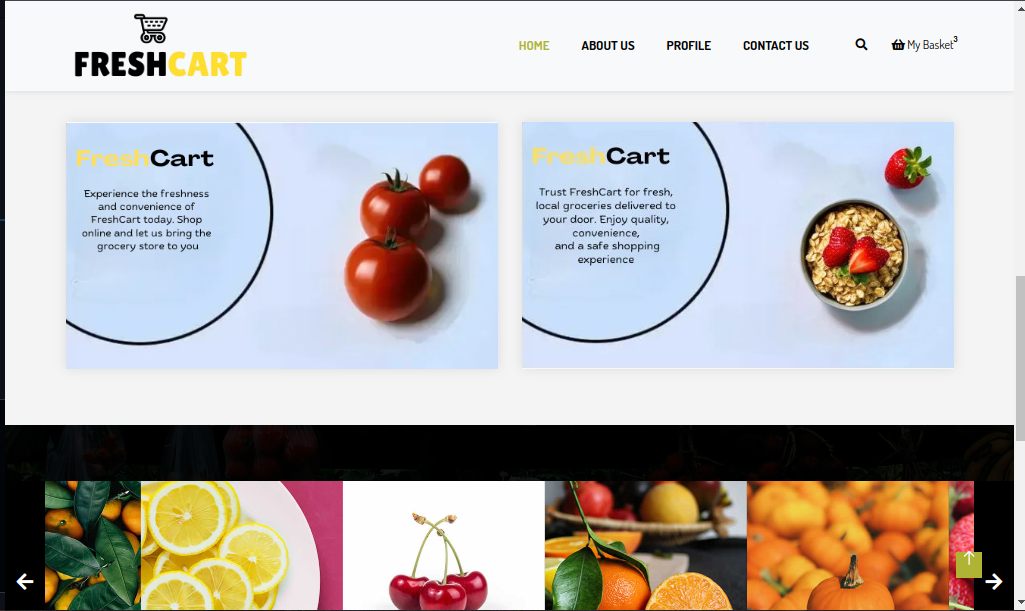 FRESHCART
HOME
ABOUT US
PROFILE
CONTACT US
My Basket3
FreshCart
Experience the freshness
and convenience of
FreshCart today. Shop
online and let us bring the
grocery store to you
FreshCart
Trust FreshCart for fresh,
local groceries delivered to
your door. Enjoy quality,
convenience,
and a safe shopping
experience